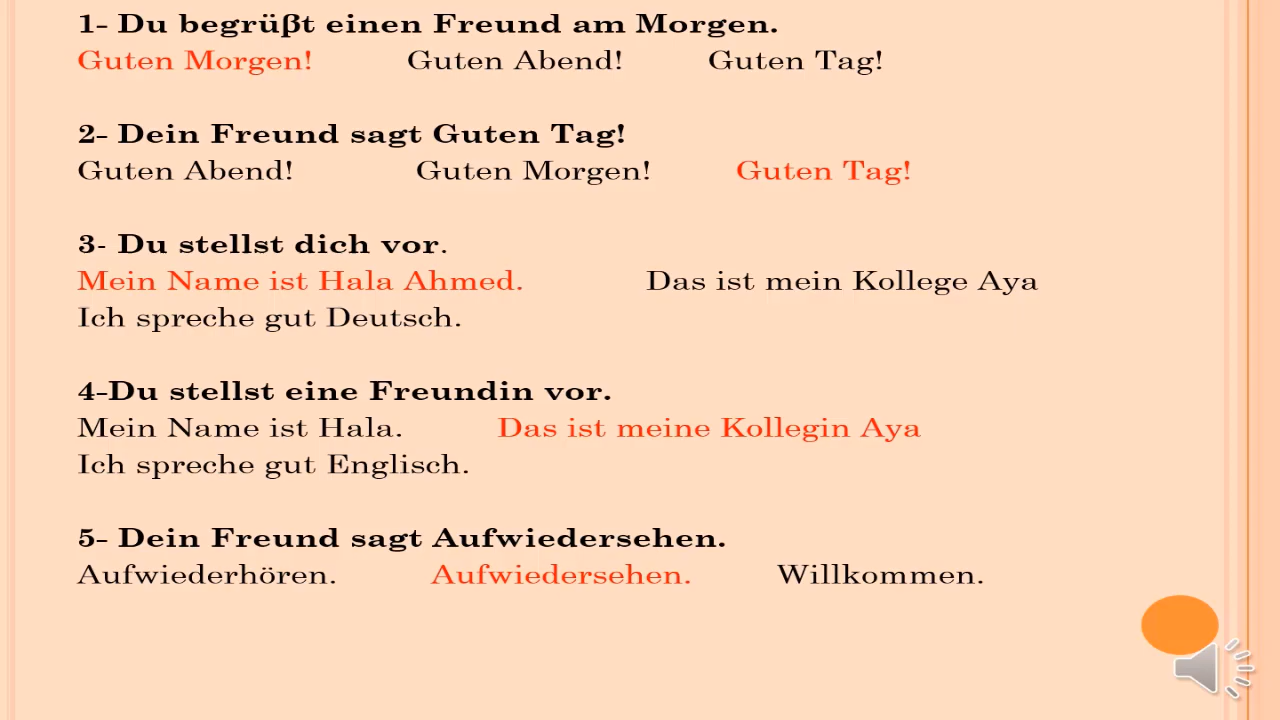 1- Du begrüβt einen Freund am Morgen.
Guten Morgen! Guten Abend! Guten Tag!
2- Dein Freund sagt Guten Tag!
Guten Abend! Guten Morgen! Guten Tag!
3- Du stellst dich vor.
Mein Name ist Hala Ahmed. Das ist mein Kollege Aya
Ich spreche gut Deutsch.
4-Du stellst eine Freundin vor.
Mein Name ist Hala. Das ist meine Kollegin Aya
Ich spreche gut Englisch.
5- Dein Freund sagt Aufwiedersehen.
Aufwiederhören. Aufwiedersehen. Willkommen.